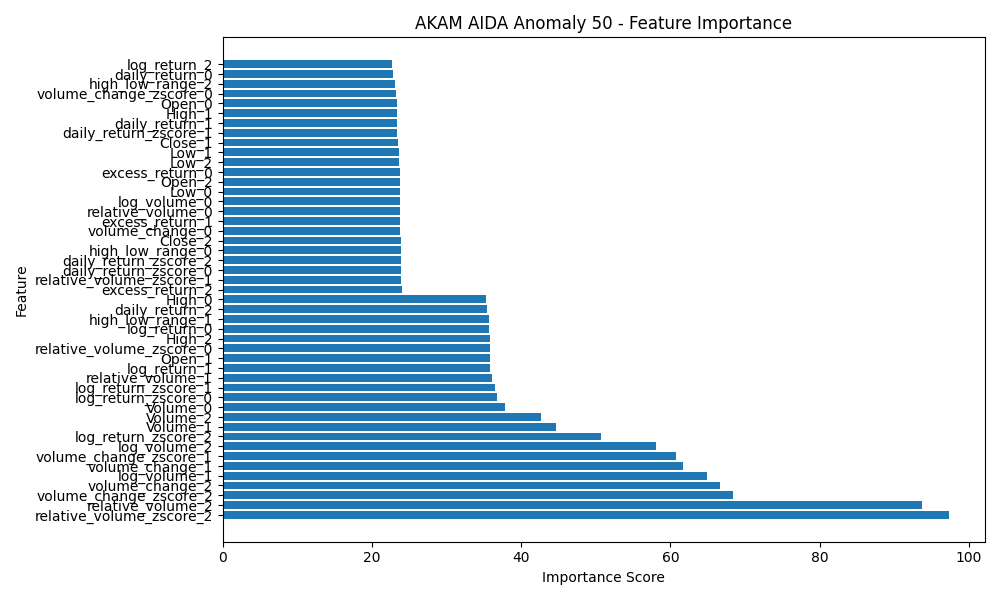 AKAM AIDA Anomaly 50 - Feature Importance
log_return_2
daily_return_0
high_low_range_2
volume_change_zscore_0
Open_0
High_1
daily_return_1
daily_return_zscore_1
Close_1
Low_1
Low_2
excess_return_0
Open_2
Low_0
log_volume_0
relative_volume_0
excess_return_1
volume_change_0
Close_2
high_low_range_0
daily_return_zscore_2
daily_return_zscore_0
relative_volume_zscore_1
excess_return_2
High_0
daily_return_2
high_low_range_1
log_return_0
High_2
relative_volume_zscore_0
Open_1
log_return_1
relative_volume_1
log_return_zscore_1
log_return_zscore_0
Volume_0
Volume_2
Volume_1
log_return_zscore_2
log_volume_2
volume_change_zscore_1
volume_change_1
log_volume_1
volume_change_2
volume_change_zscore_2
relative_volume_2
relative_volume_zscore_2
Feature
0 20 40 60 80 100
Importance Score